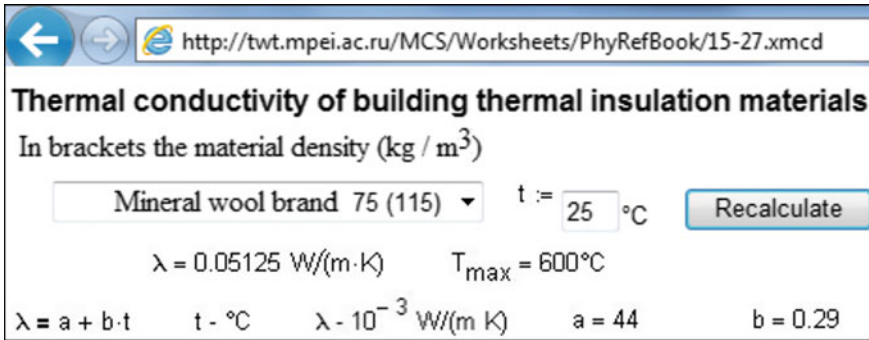 http://twt.mpei.ac.ru/MCS/Worksheets/PhyRefBook/15-27.xmcd
Thermal conductivity of building thermal insulation materials
In brackets the material density (kg / m³)
Mineral wool brand 75 (115) t := 25 °C Recalculate
λ = 0.05125 W/(m·K) Tmax = 600°C
λ = a + b·t t - °C λ - 10⁻³ W/(m K) a = 44 b = 0.29